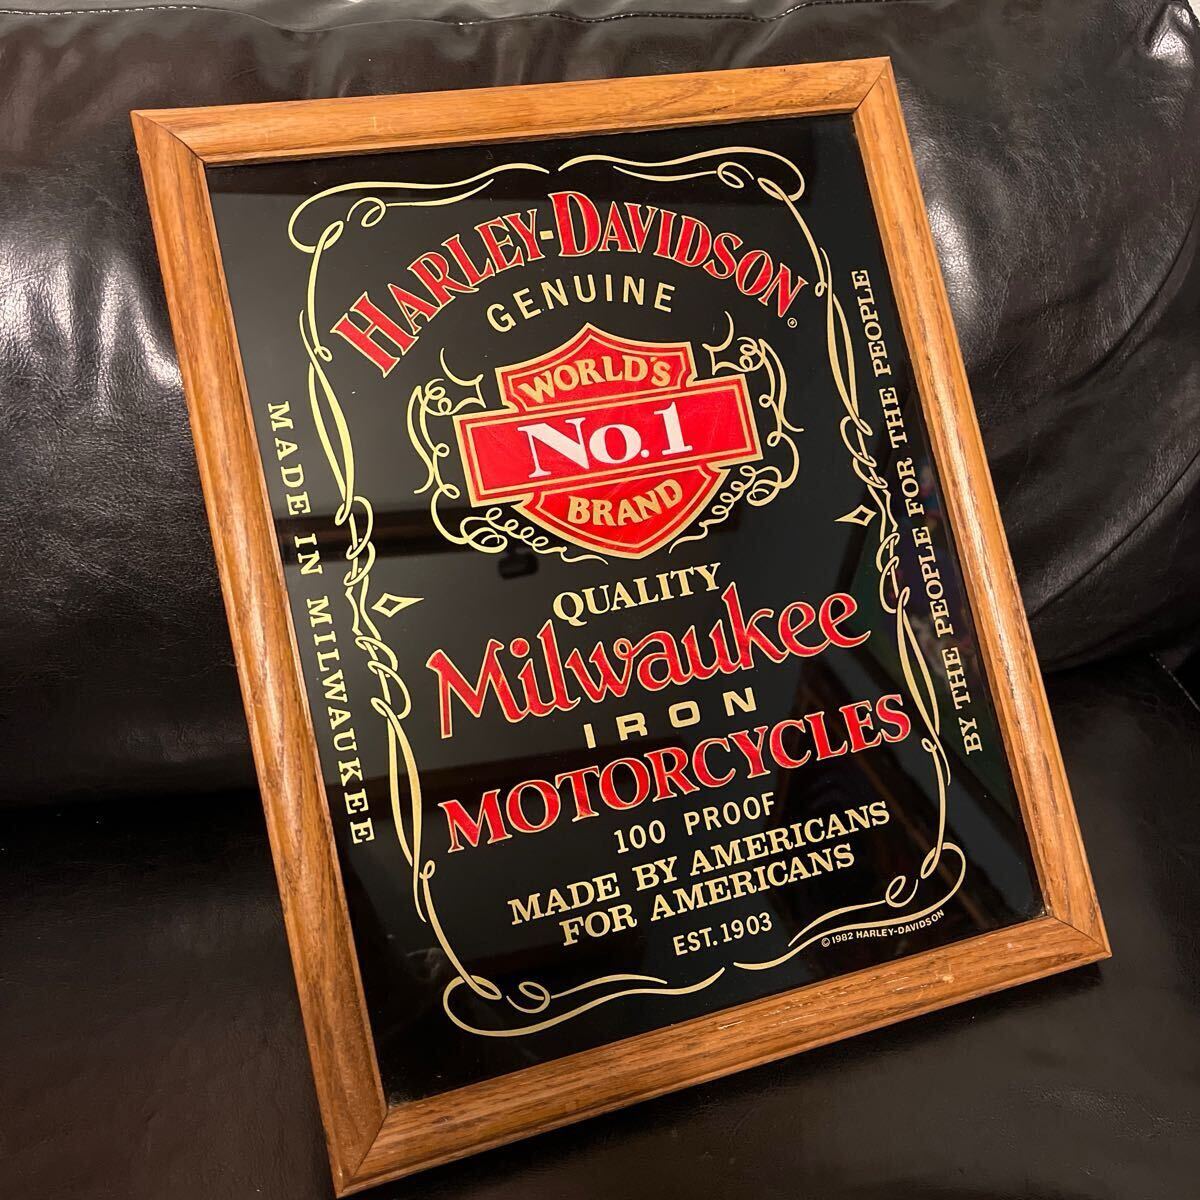 HARLEY-DAVIDSON®
GENUINE
WORLD'S
No.1
BRAND
QUALITY
Milwaukee
IRON
MOTORCYCLES
100 PROOF
MADE BY AMERICANS
FOR AMERICANS
EST.1903
MADE IN MILWAUKEE
BY THE PEOPLE FOR THE PEOPLE
© 1982 HARLEY-DAVIDSON